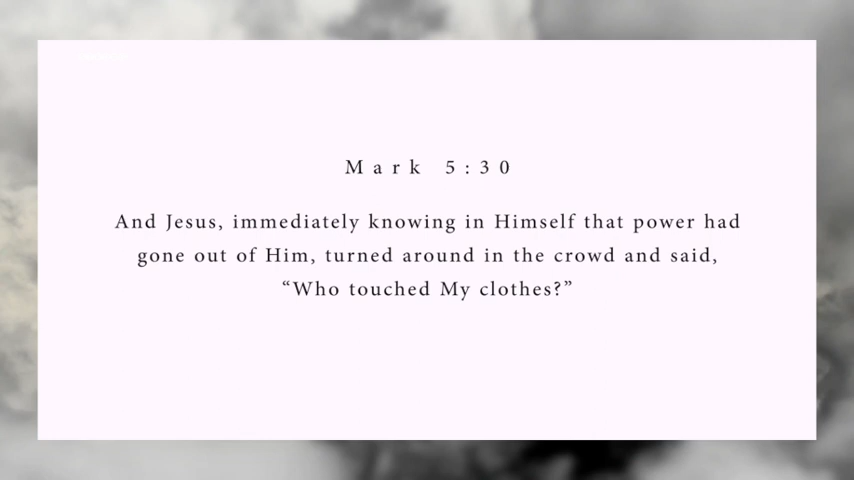 Mark 5:30
And Jesus, immediately knowing in Himself that power had
gone out of Him, turned around in the crowd and said,
“Who touched My clothes?”